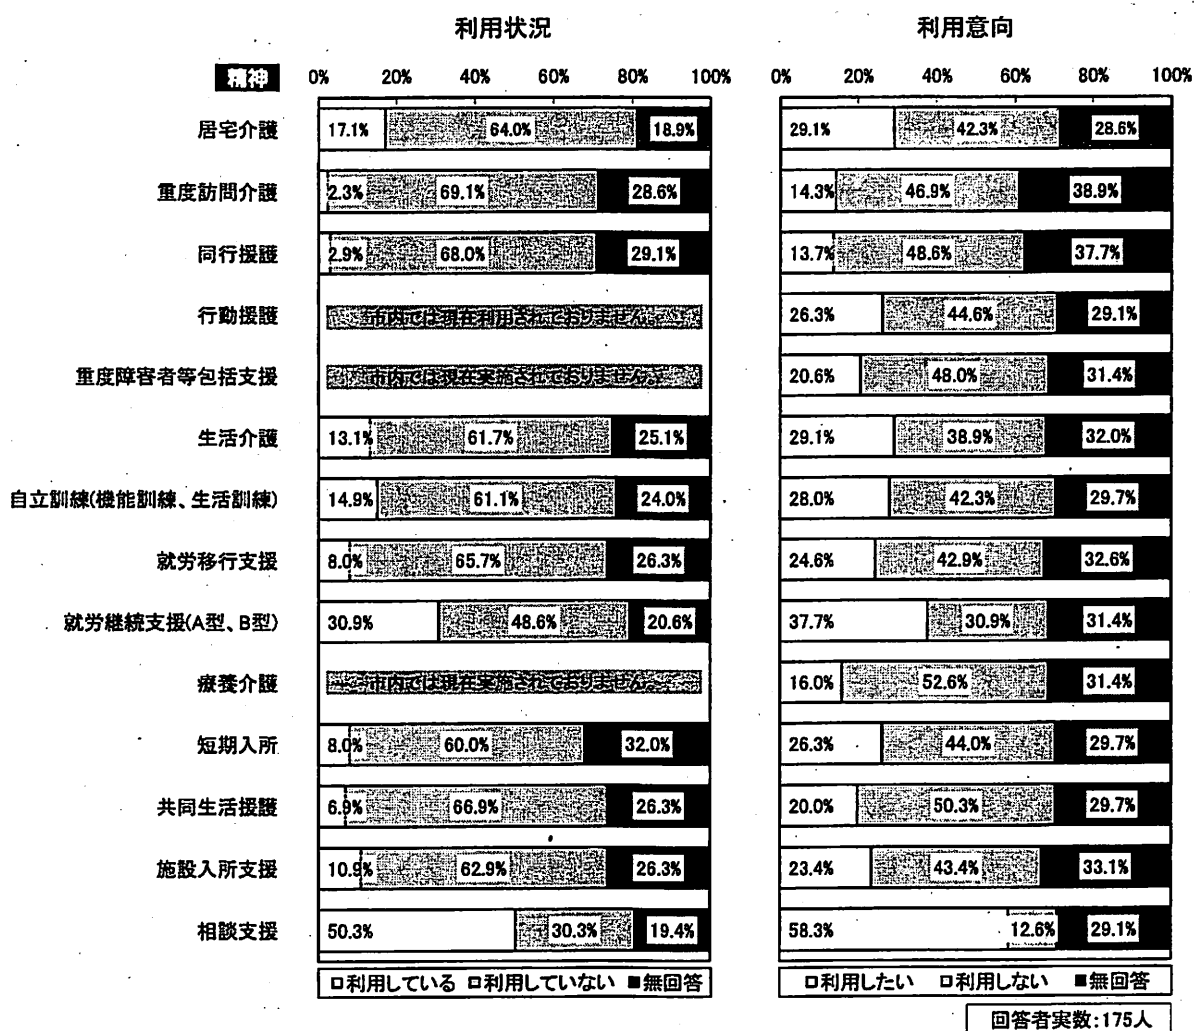 利用状況 利用意向
精神 0% 20% 40% 60% 80% 100% 0% 20% 40% 60% 80% 100%
居宅介護 17.1% 64.0% 18.9% 29.1% 42.3% 28.6%
重度訪問介護 2.3% 69.1% 28.6% 14.3% 46.9% 38.9%
同行援護 2.9% 68.0% 29.1% 13.7% 48.6% 37.7%
行動援護 市内では現在利用されておりません。 26.3% 44.6% 29.1%
重度障害者等包括支援 市内では現在実施されておりません。 20.6% 48.0% 31.4%
生活介護 13.1% 61.7% 25.1% 29.1% 38.9% 32.0%
自立訓練(機能訓練、生活訓練) 14.9% 61.1% 24.0% 28.0% 42.3% 29.7%
就労移行支援 8.0% 65.7% 26.3% 24.6% 42.9% 32.6%
就労継続支援(A型、B型) 30.9% 48.6% 20.6% 37.7% 30.9% 31.4%
療養介護 市内では現在実施されておりません。 16.0% 52.6% 31.4%
短期入所 8.0% 60.0% 32.0% 26.3% 44.0% 29.7%
共同生活援護 6.9% 66.9% 26.3% 20.0% 50.3% 29.7%
施設入所支援 10.9% 62.9% 26.3% 23.4% 43.4% 33.1%
相談支援 50.3% 30.3% 19.4% 58.3% 12.6% 29.1%
□利用している □利用していない ■無回答 □利用したい □利用しない ■無回答
回答者実数:175人